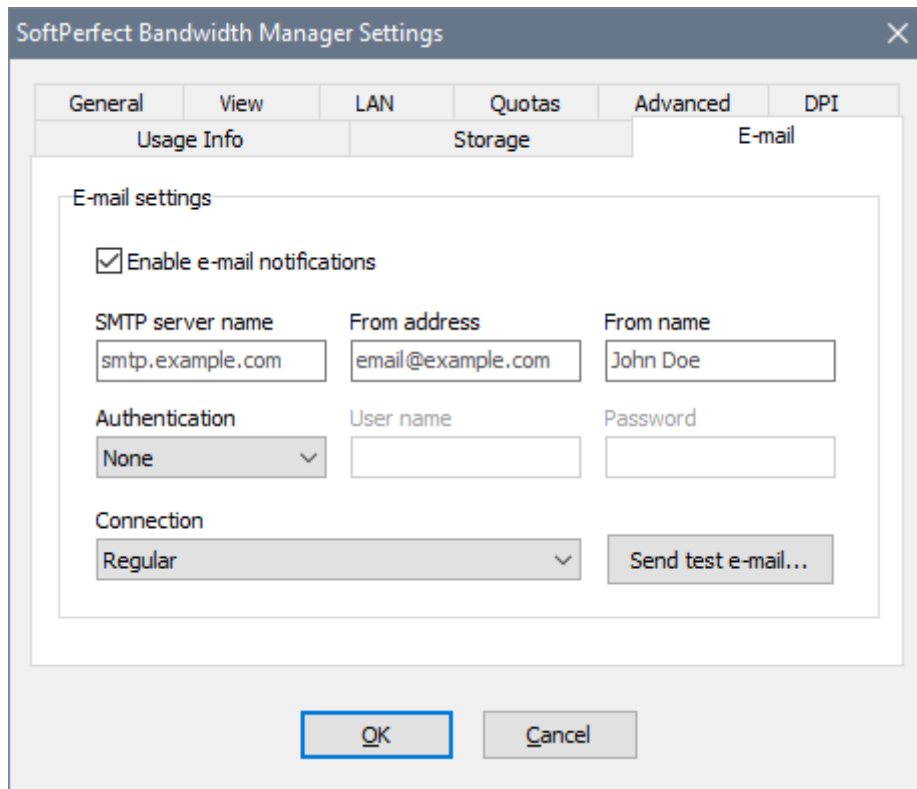 SoftPerfect Bandwidth Manager Settings
General View LAN Quotas Advanced DPI
Usage Info Storage E-mail
E-mail settings
Enable e-mail notifications
SMTP server name From address From name
smtp.example.com email@example.com John Doe
Authentication User name Password
None
Connection
Regular Send test e-mail...
OK Cancel